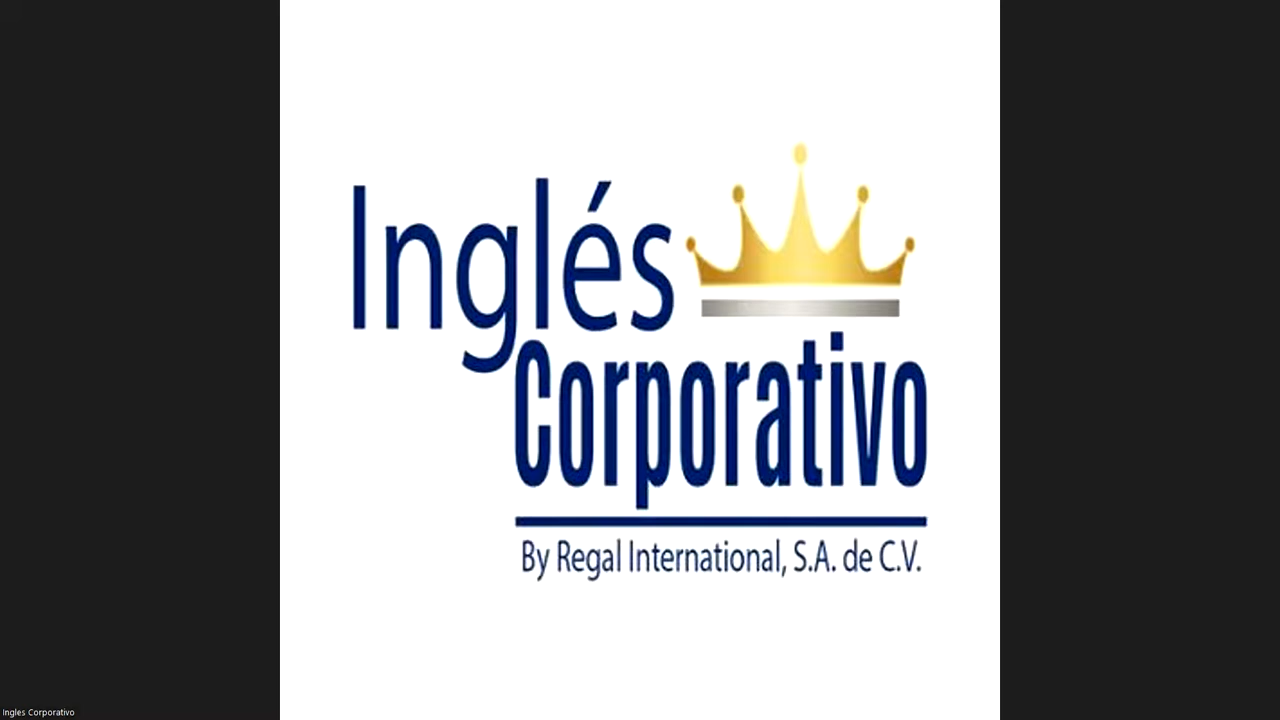 Inglés
Corporativo
By Regal International, S.A. de C.V.
Ingles Corporativo